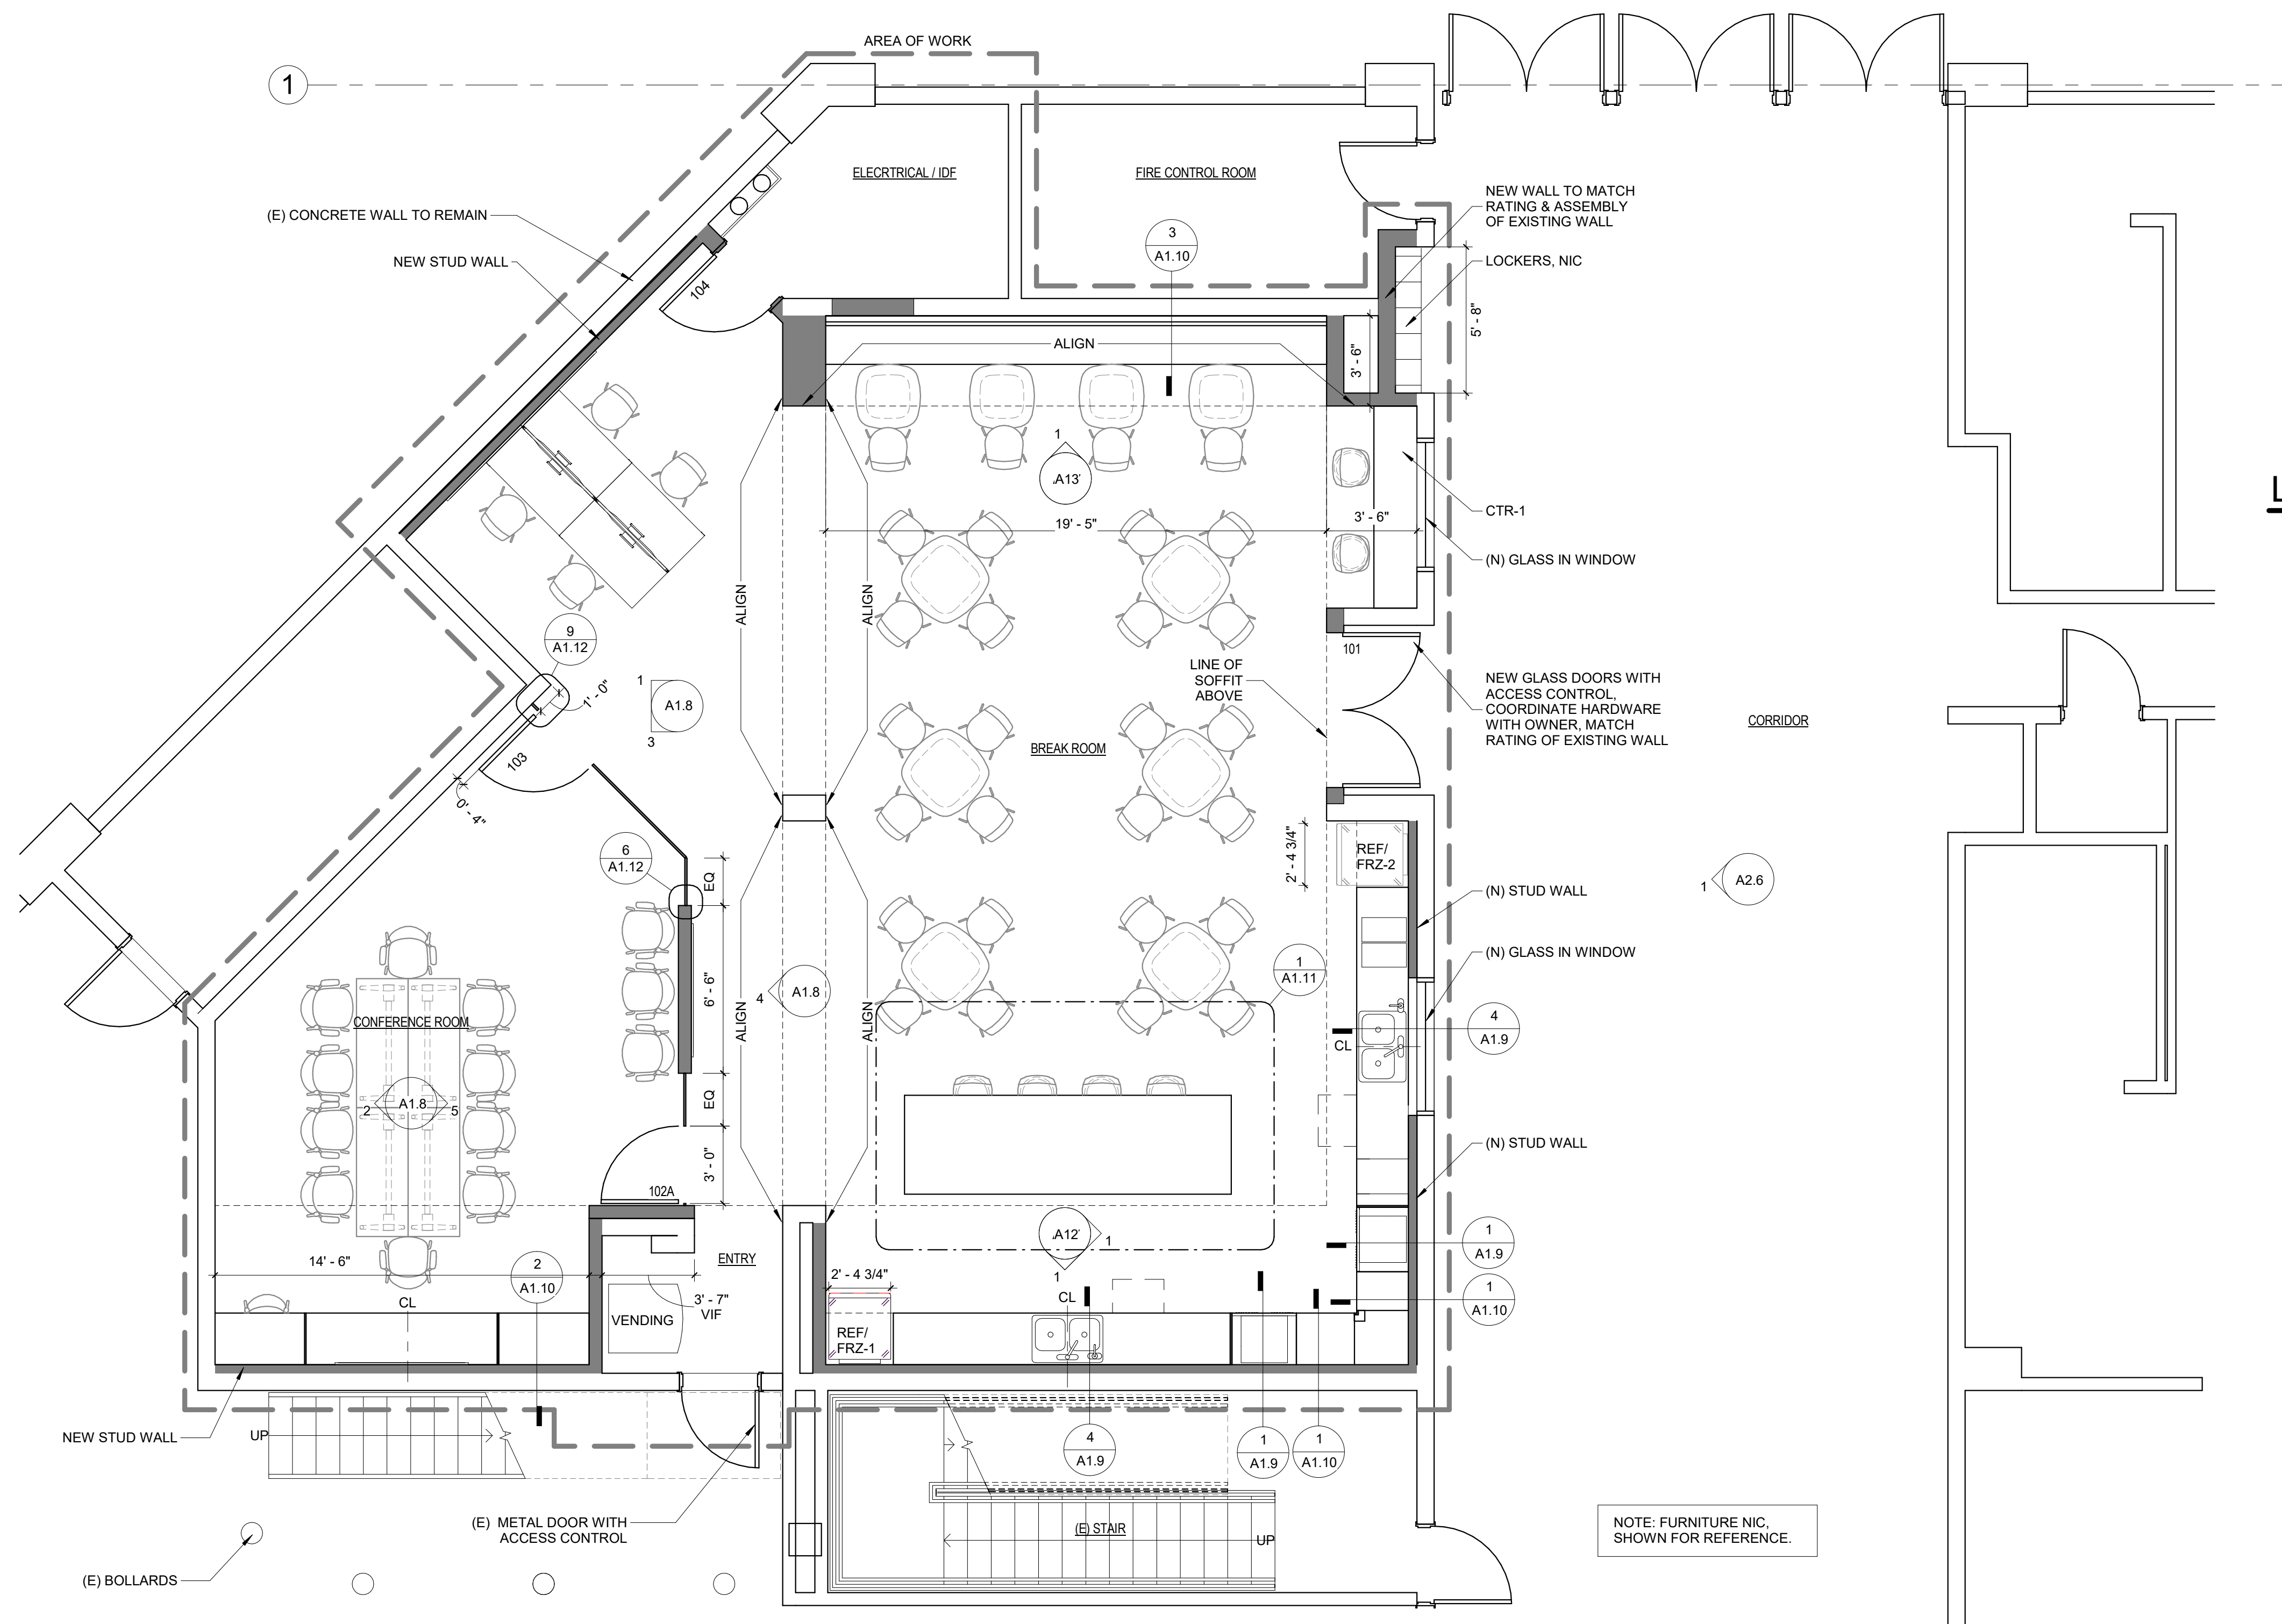 AREA OF WORK
1
ELECRTRICAL / IDF
FIRE CONTROL ROOM
(E) CONCRETE WALL TO REMAIN
NEW STUD WALL
104
3
A1.10
NEW WALL TO MATCH
RATING & ASSEMBLY
OF EXISTING WALL
LOCKERS, NIC
5' - 8"
3' - 6"
ALIGN
1
A13
19' - 5"
3' - 6"
CTR-1
(N) GLASS IN WINDOW
ALIGN
ALIGN
9
A1.12
1' - 0"
1
A1.8
3
103
0' - 4"
101
LINE OF
SOFFIT
ABOVE
NEW GLASS DOORS WITH
ACCESS CONTROL,
COORDINATE HARDWARE
WITH OWNER, MATCH
RATING OF EXISTING WALL
CORRIDOR
BREAK ROOM
6
A1.12
EQ
6' - 6"
EQ
3' - 0"
2' - 4 3/4"
REF/
FRZ-2
(N) STUD WALL
1
A2.6
(N) GLASS IN WINDOW
1
A1.11
4
A1.8
ALIGN
ALIGN
4
A1.9
CL
CONFERENCE ROOM
2
A1.8
5
(N) STUD WALL
102A
14' - 6"
2
A1.10
ENTRY
A12
1
1
1
A1.9
1
A1.10
CL
VENDING
3' - 7"
VIF
2' - 4 3/4"
REF/
FRZ-1
CL
NEW STUD WALL
UP
4
A1.9
1
A1.9
1
A1.10
(E) METAL DOOR WITH
ACCESS CONTROL
(E) STAIR
UP
NOTE: FURNITURE NIC,
SHOWN FOR REFERENCE.
(E) BOLLARDS